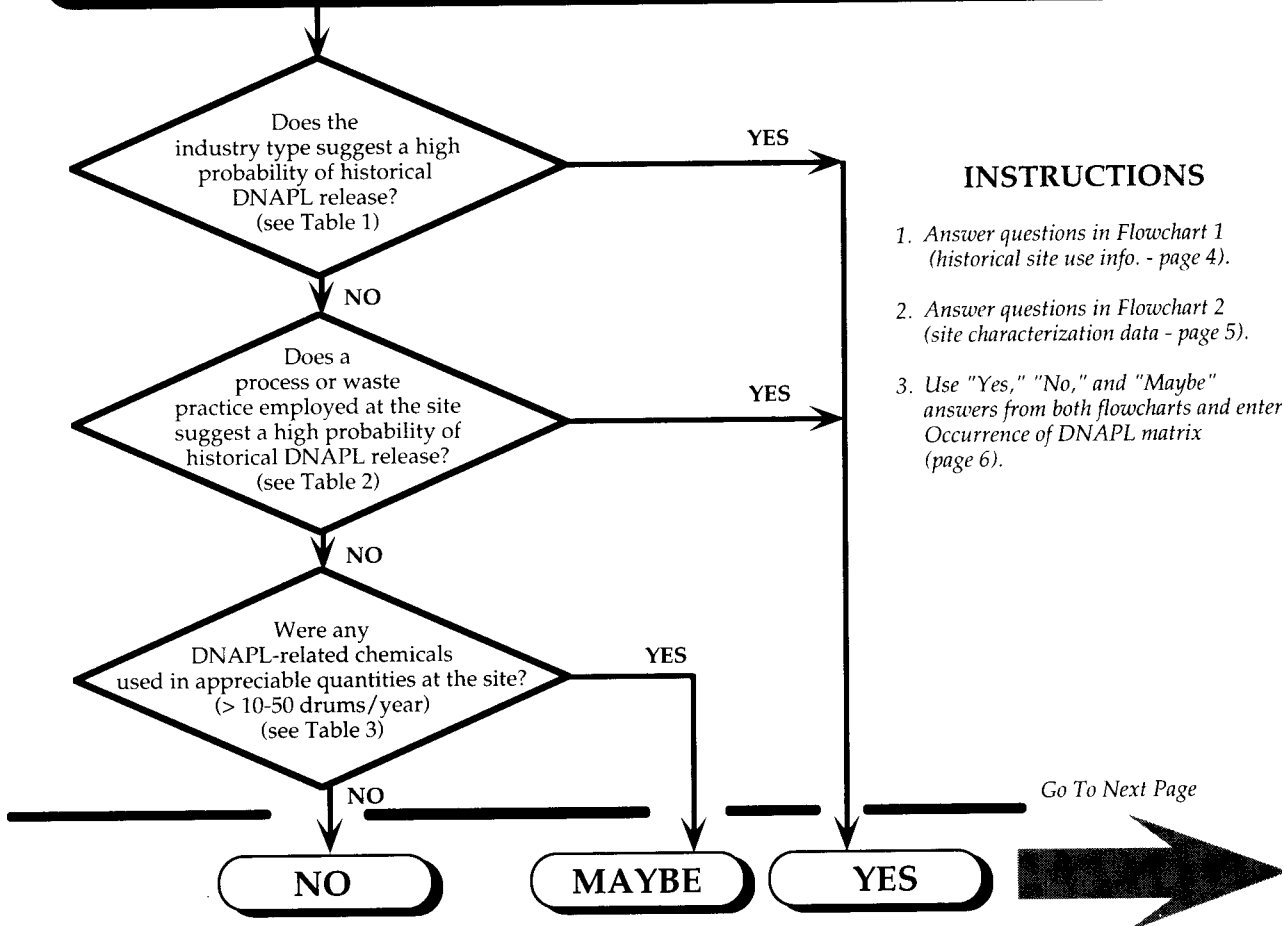 Does the
industry type suggest a high
probability of historical
DNAPL release?
(see Table 1)
YES
NO
Does a
process or waste
practice employed at the site
suggest a high probability of
historical DNAPL release?
(see Table 2)
YES
NO
Were any
DNAPL-related chemicals
used in appreciable quantities at the site?
(> 10-50 drums/year)
(see Table 3)
YES
NO
INSTRUCTIONS
1. Answer questions in Flowchart 1
(historical site use info. - page 4).
2. Answer questions in Flowchart 2
(site characterization data - page 5).
3. Use "Yes," "No," and "Maybe"
answers from both flowcharts and enter
Occurrence of DNAPL matrix
(page 6).
Go To Next Page
NO
MAYBE
YES